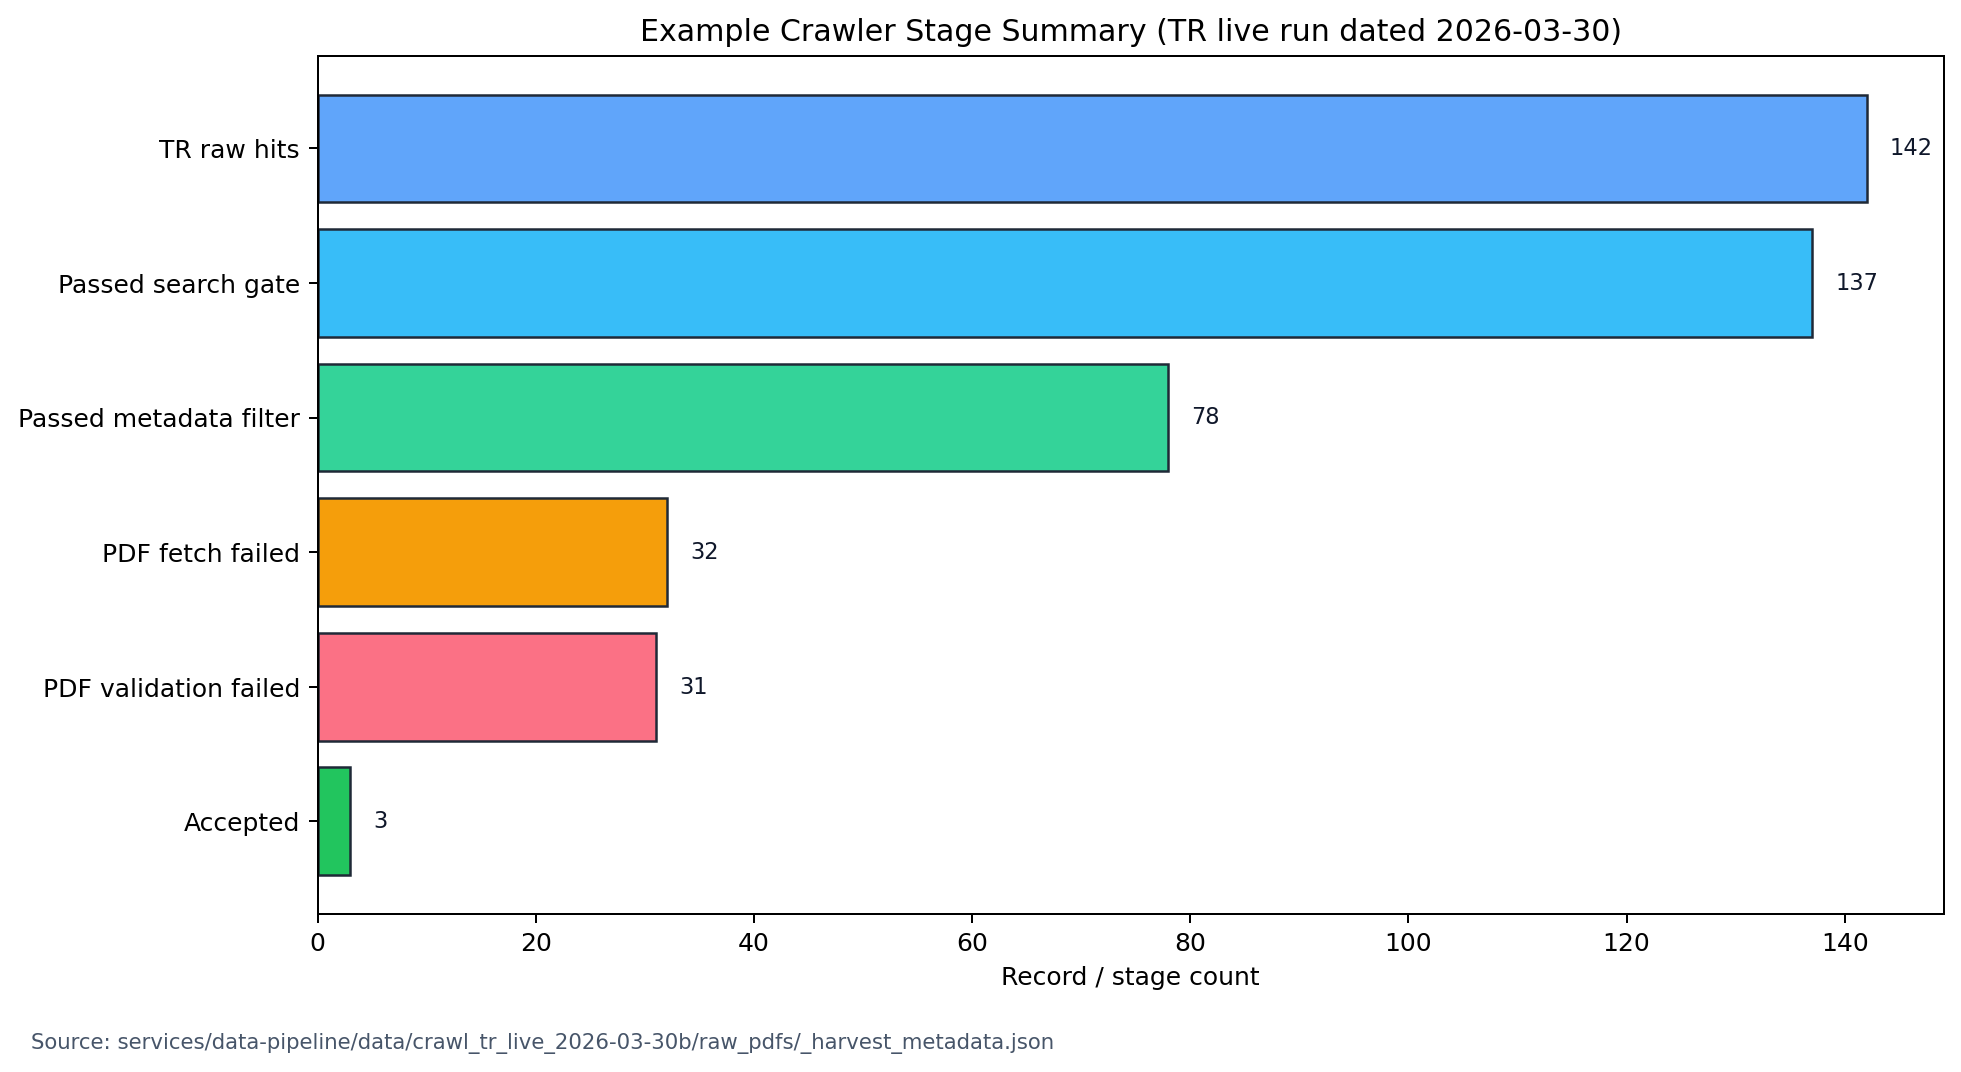 Example Crawler Stage Summary (TR live run dated 2026-03-30)
TR raw hits
142
Passed search gate
137
Passed metadata filter
78
PDF fetch failed
32
PDF validation failed
31
Accepted
3
0 20 40 60 80 100 120 140
Record / stage count
Source: services/data-pipeline/data/crawl_tr_live_2026-03-30b/raw_pdfs/_harvest_metadata.json